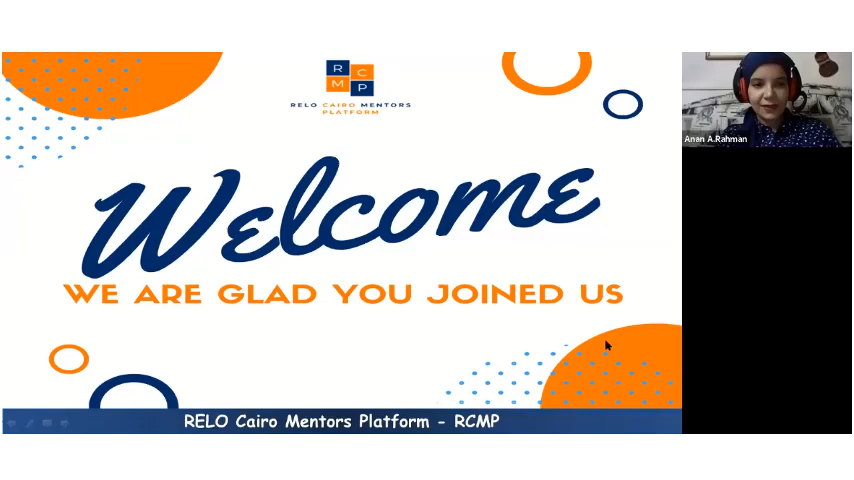 R C
M P
RELO CAIRO MENTORS
PLATFORM
Anan A.Rahman
Welcome
WE ARE GLAD YOU JOINED US
RELO Cairo Mentors Platform - RCMP